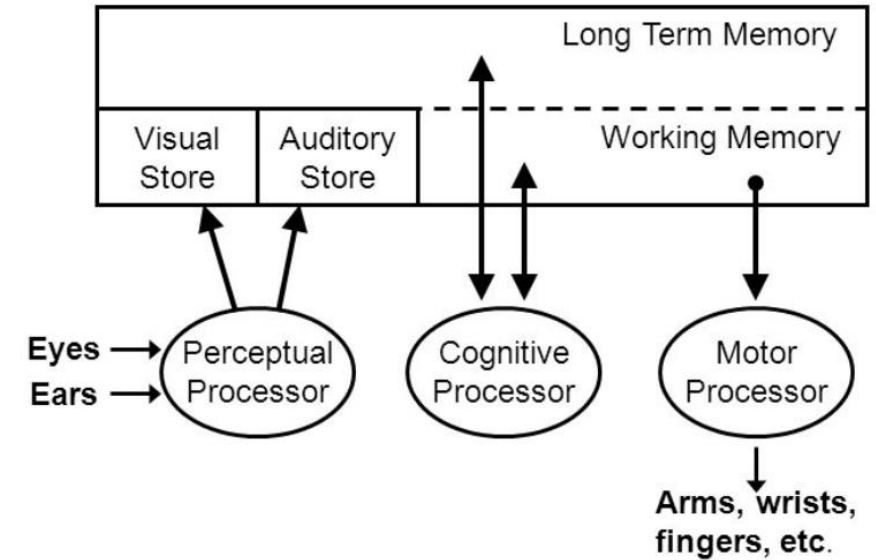 Long Term Memory
Visual
Store
Auditory
Store
Working Memory
Eyes
Ears
Perceptual
Processor
Cognitive
Processor
Motor
Processor
Arms, wrists,
fingers, etc.